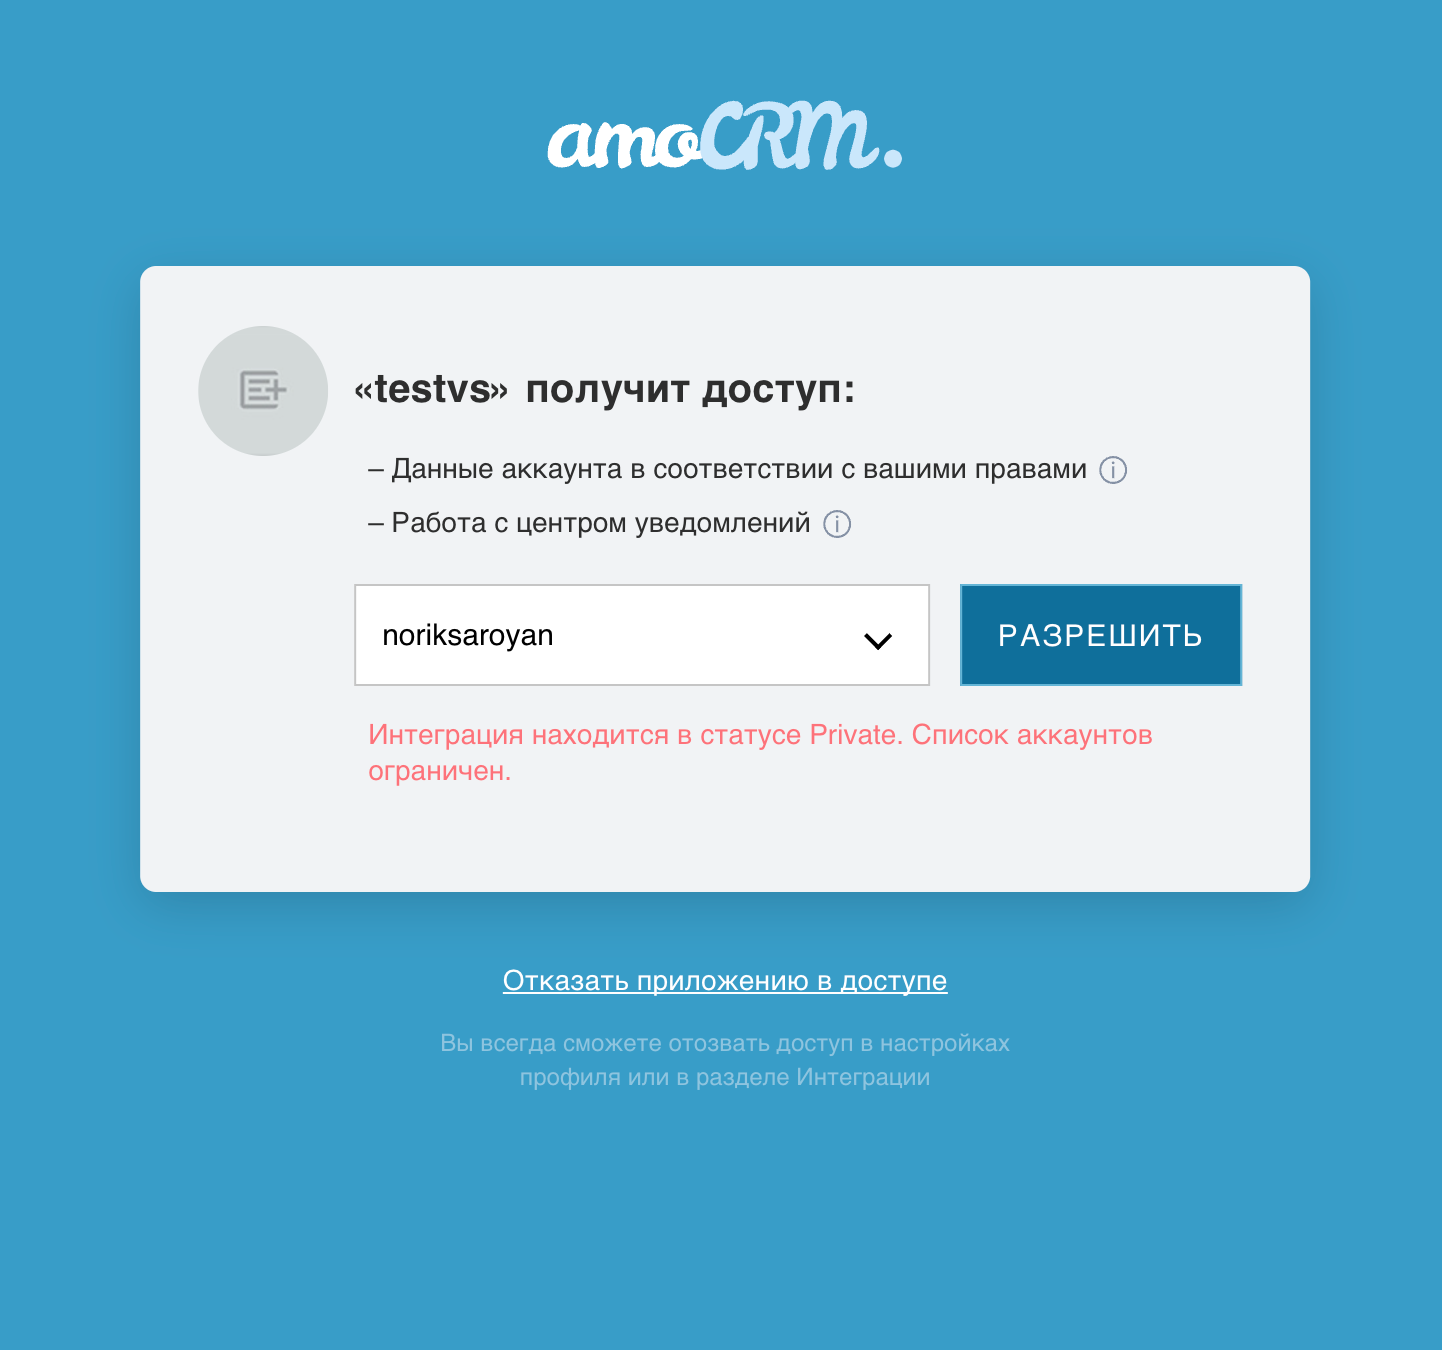 amoCRM.
«testvs» получит доступ:
– Данные аккаунта в соответствии с вашими правами
– Работа с центром уведомлений
noriksaroyan
РАЗРЕШИТЬ
Интеграция находится в статусе Private. Список аккаунтов
ограничен.
Отказать приложению в доступе
Вы всегда сможете отозвать доступ в настройках
профиля или в разделе Интеграции